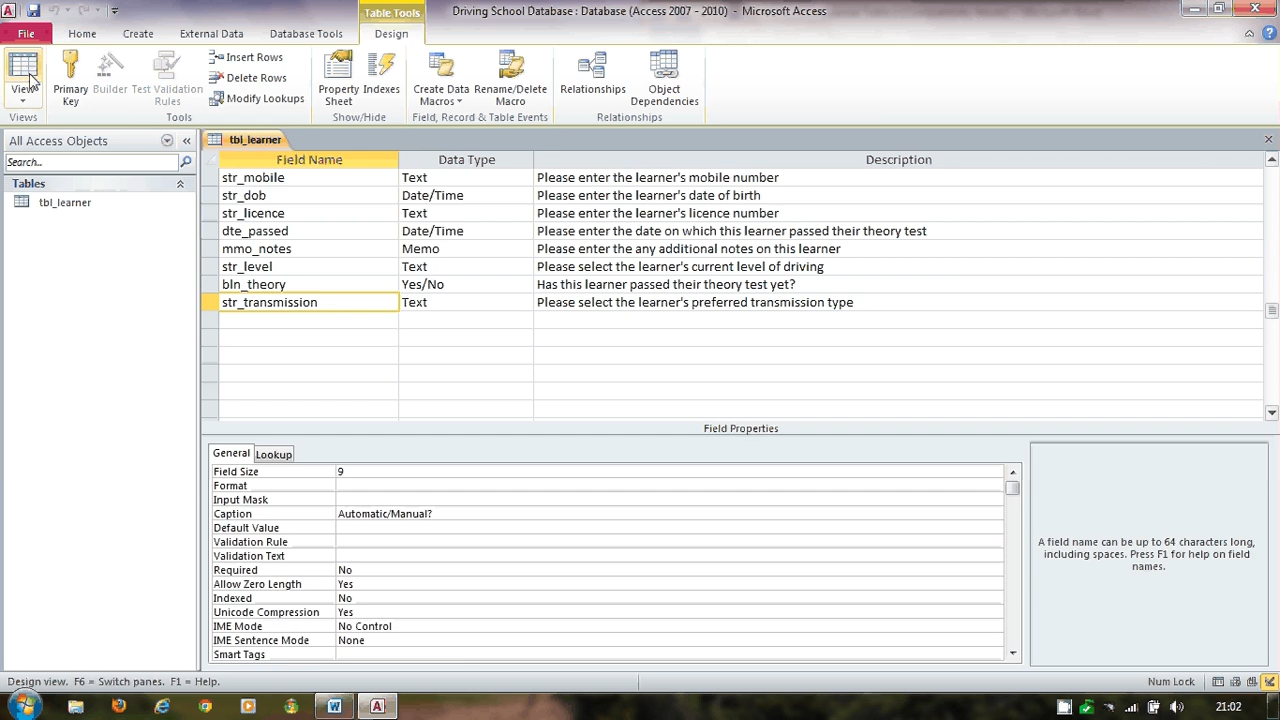 Table Tools
Driving School Database : Database (Access 2007 - 2010) - Microsoft Access
File Home Create External Data Database Tools Design
View
Primary Key
Builder
Test Validation Rules
Insert Rows
Delete Rows
Modify Lookups
Property Sheet
Indexes
Create Data Macros
Rename/Delete Macro
Relationships
Object Dependencies
Views Tools Show/Hide Field, Record & Table Events Relationships
All Access Objects
Search...
Tables
tbl_learner
tbl_learner
Field Name Data Type Description
str_mobile Text Please enter the learner's mobile number
str_dob Date/Time Please enter the learner's date of birth
str_licence Text Please enter the learner's licence number
dte_passed Date/Time Please enter the date on which this learner passed their theory test
mmo_notes Memo Please enter the any additional notes on this learner
str_level Text Please select the learner's current level of driving
bln_theory Yes/No Has this learner passed their theory test yet?
str_transmission Text Please select the learner's preferred transmission type
Field Properties
General Lookup
Field Size 9
Format
Input Mask
Caption Automatic/Manual?
Default Value
Validation Rule
Validation Text
Required No
Allow Zero Length Yes
Indexed No
Unicode Compression Yes
IME Mode No Control
IME Sentence Mode None
Smart Tags
A field name can be up to 64 characters long,
including spaces. Press F1 for help on field
names.
Design view. F6 = Switch panes. F1 = Help.
Num Lock
21:02